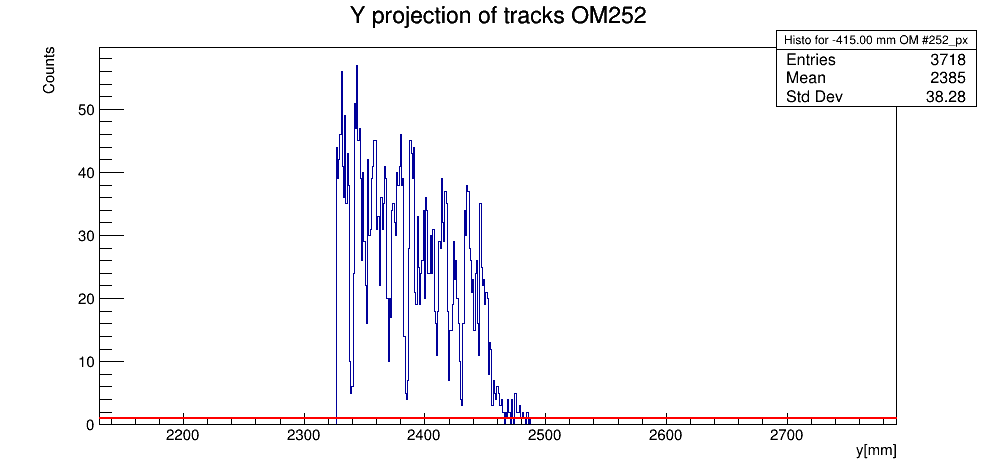 Y projection of tracks OM252
Histo for -415.00 mm OM #252_px
Entries 3718
Mean 2385
Std Dev 38.28
Counts
50
40
30
20
10
0
2200 2300 2400 2500 2600 2700
y[mm]